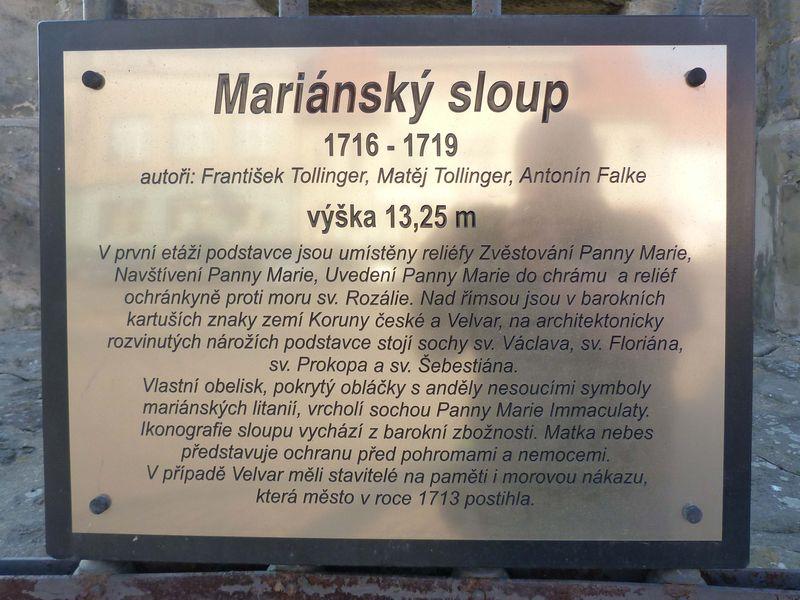 Mariánský sloup
1716 - 1719
autoři: František Tollinger, Matěj Tollinger, Antonín Falke
výška 13,25 m
V první etáži podstavce jsou umístěny reliéfy Zvěstování Panny Marie,
Navštívení Panny Marie, Uvedení Panny Marie do chrámu a reliéf
ochránkyně proti moru sv. Rozálie. Nad římsou jsou v barokních
kartuších znaky zemí Koruny české a Velvar, na architektonicky
rozvinutých nárožích podstavce stojí sochy sv. Václava, sv. Floriána,
sv. Prokopa a sv. Šebestiána.
Vlastní obelisk, pokrytý obláčky s anděly nesoucími symboly
mariánských litanií, vrcholí sochou Panny Marie Immaculaty.
Ikonografie sloupu vychází z barokní zbožnosti. Matka nebes
představuje ochranu před pohromami a nemocemi.
V případě Velvar měli stavitelé na paměti i morovou nákazu,
která město v roce 1713 postihla.